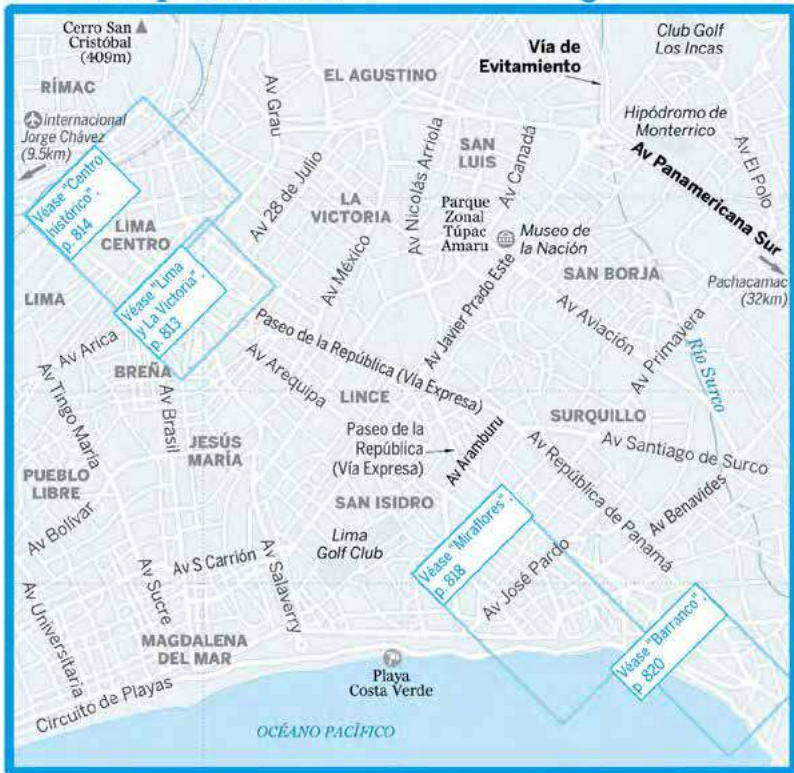 Cerro San
Cristóbal
(409m)
Club Golf
Los Incas
Vía de
Evitamiento
EL AGUSTINO
RÍMAC
Av Grau
Internacional
Jorge Chávez
(9.5km)
Hipódromo de
Monterrico
Av El Polo
Av Panamericana Sur
SAN
LUIS
Av Canadá
Av Nicolás Arriola
Av 28 de Julio
Véase "Centro
histórico".
p. 814
LA
VICTORIA
Parque
Zonal
Túpac
Amaru
Museo de
la Nación
LIMA
CENTRO
Av México
SAN BORJA
Pachacamac
(32km)
Véase "Lima
y La Victoria".
p. 813
LIMA
Av Javier Prado Este
Av Aviación
Av Primavera
Río Surco
Av Arica
Paseo de la República (Vía Expresa)
Av Arequipa
BREÑA
Av Tingo María
Av Brasil
LINCE
SURQUILLO
Paseo de la
República
(Vía Expresa)
Av Aramburu
JESÚS
MARÍA
Av Santiago de Surco
Av República de Panamá
PUEBLO
LIBRE
SAN ISIDRO
Av Benavides
Av Bolívar
Lima
Golf Club
Véase "Miraflores".
p. 818
Av José Pardo
Av S Carrión
Av Salaverry
Av Sucre
Av Universitaria
Véase "Barranco".
p. 820
MAGDALENA
DEL MAR
Playa
Costa Verde
Circuito de Playas
OCÉANO PACÍFICO